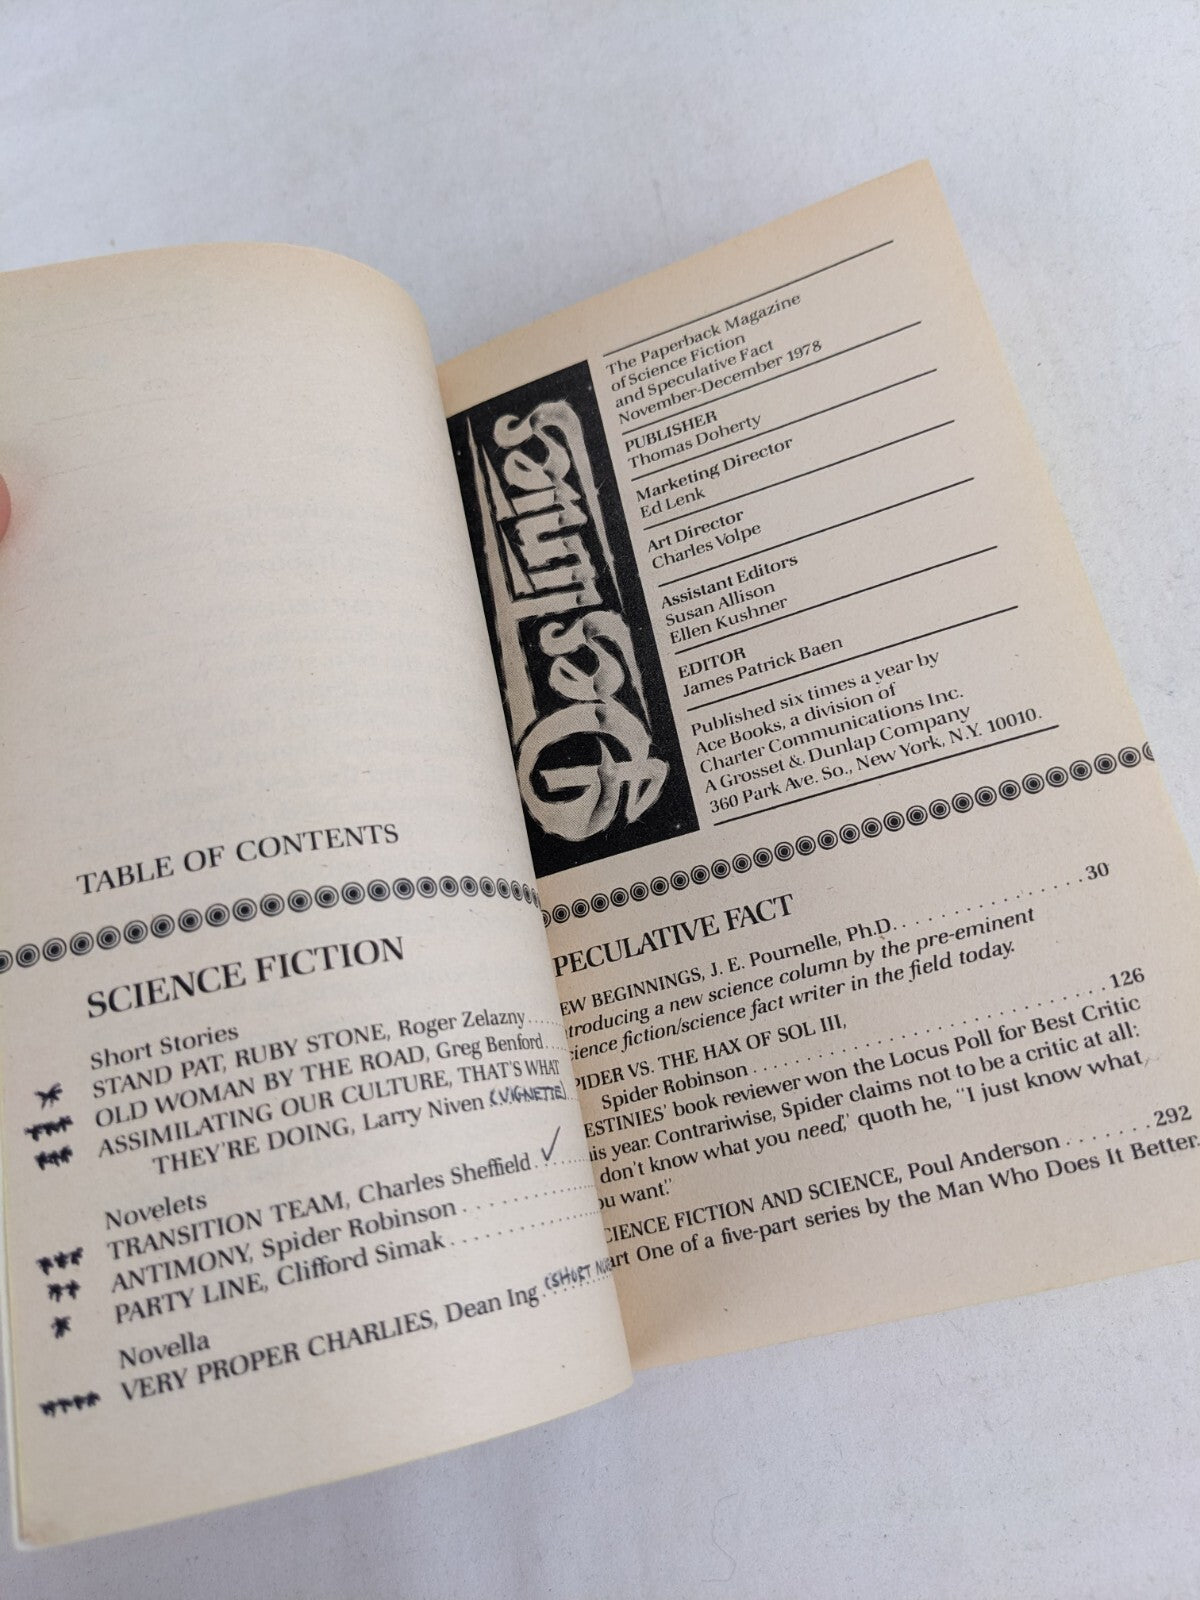 TABLE OF CONTENTS
SCIENCE FICTION
Short Stories
* STAND PAT, RUBY STONE, Roger Zelazny....
*** OLD WOMAN BY THE ROAD, Greg Benford...
*** ASSIMILATING OUR CULTURE, THAT'S WHAT
THEY'RE DOING, Larry Niven (VIGNETTE)
Novelets
*** TRANSITION TEAM, Charles Sheffield ✓
** ANTIMONY, Spider Robinson..........
* PARTY LINE, Clifford Simak..........
Novella
**** VERY PROPER CHARLIES, Dean Ing (SHORT
Destinies
The Paperback Magazine
of Science Fiction
and Speculative Fact
November-December 1978
PUBLISHER
Thomas Doherty
Marketing Director
Ed Lenk
Art Director
Charles Volpe
Assistant Editors
Susan Allison
Ellen Kushner
EDITOR
James Patrick Baen
Published six times a year by
Ace Books, a division of
Charter Communications Inc.
A Grosset & Dunlap Company
360 Park Ave. So., New York, N.Y. 10010.
PECULATIVE FACT
EW BEGINNINGS, J. E. Pournelle, Ph.D...........30
troducing a new science column by the pre-eminent
cience fiction/science fact writer in the field today.
PIDER VS. THE HAX OF SOL III,
Spider Robinson..........126
ESTINIES' book reviewer won the Locus Poll for Best Critic
is year. Contrariwise, Spider claims not to be a critic at all:
don't know what you need," quoth he, "I just know what
ou want."
CIENCE FICTION AND SCIENCE, Poul Anderson.......292
art One of a five-part series by the Man Who Does It Better.